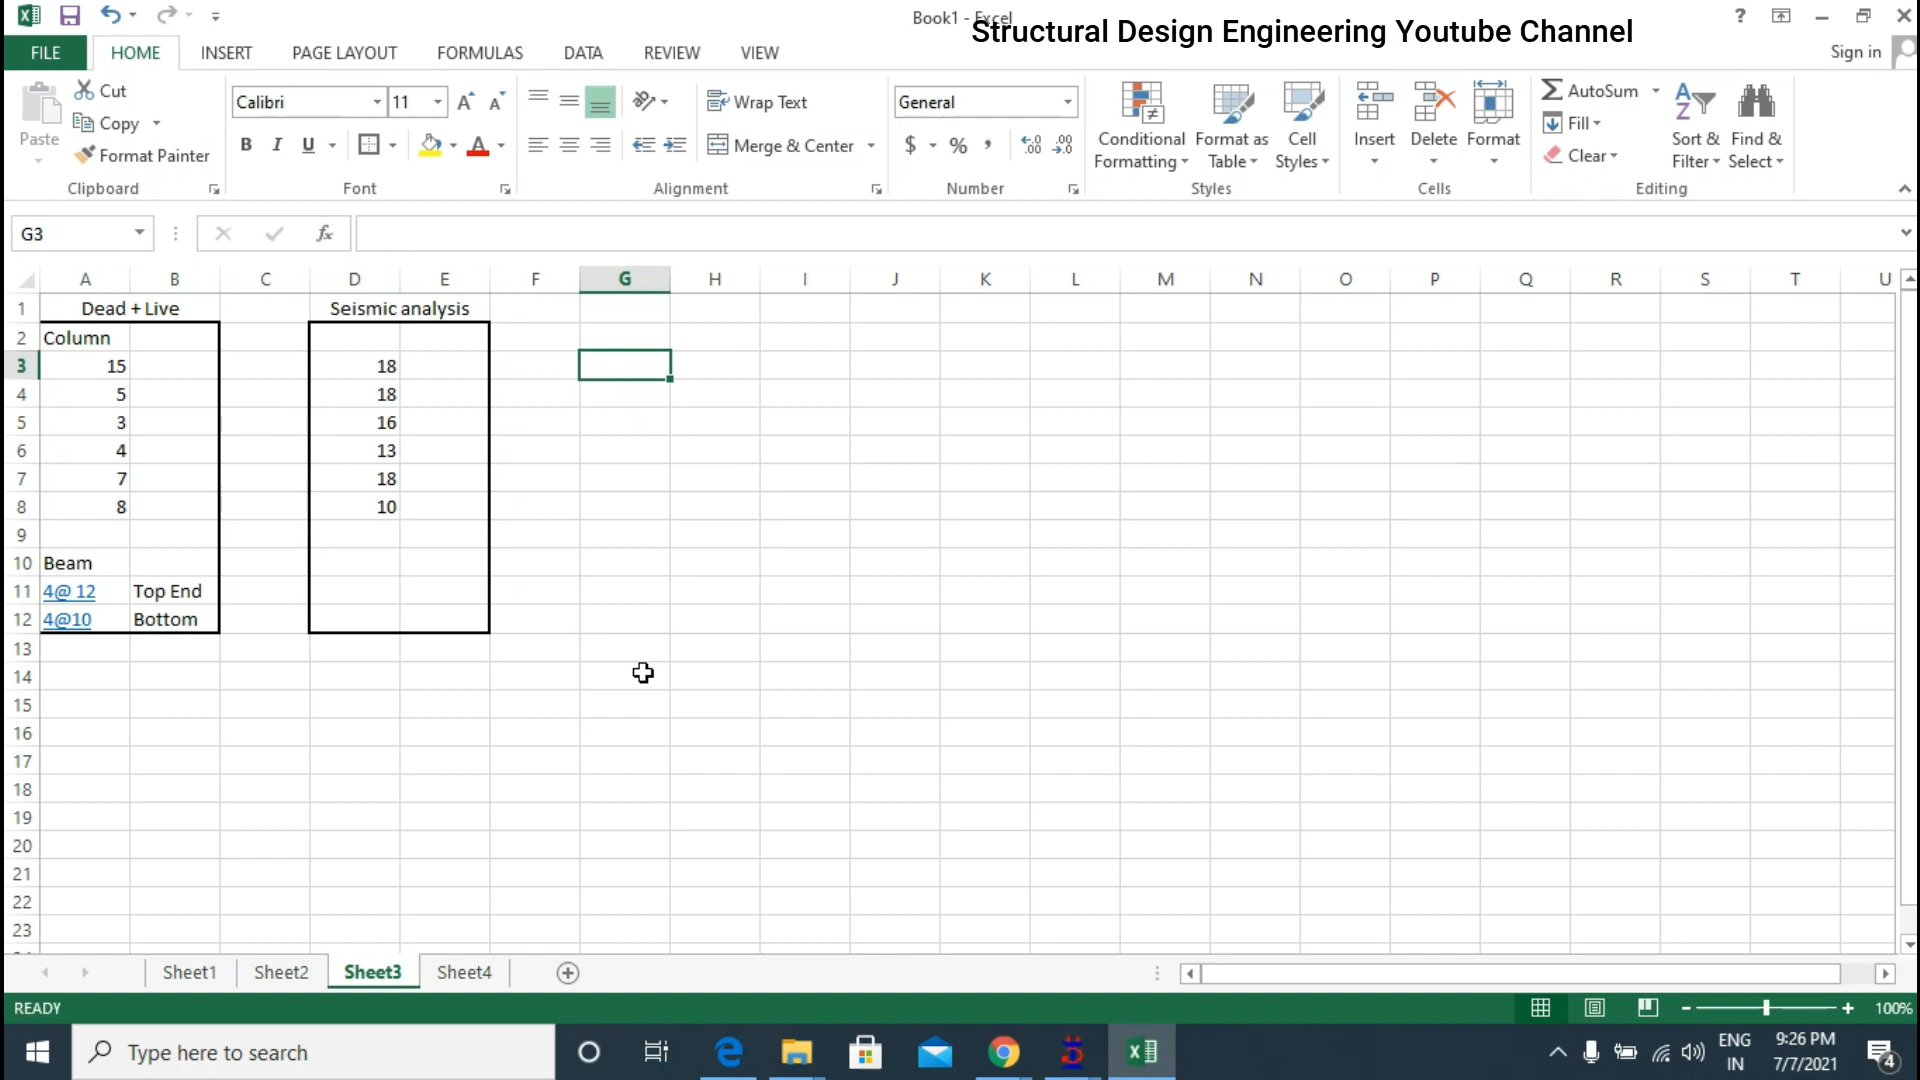 Book1 - Excel
Structural Design Engineering Youtube Channel
?
FILE HOME INSERT PAGE LAYOUT FORMULAS DATA REVIEW VIEW Sign in
Paste
Cut
Copy
Format Painter
Clipboard
Calibri 11
B I U
Font
Wrap Text
Merge & Center
Alignment
General
$ %
Number
Conditional Formatting
Format as Table
Cell Styles
Styles
Insert Delete Format
Cells
AutoSum
Fill
Clear
Sort & Filter
Find & Select
Editing
G3 fx
A B C D E F G H I J K L M N O P Q R S T U
1 Dead + Live Seismic analysis
2 Column
3 15 18
4 5 18
5 3 16
6 4 13
7 7 18
8 8 10
9
10 Beam
11 4@ 12 Top End
12 4@10 Bottom
13
14
15
16
17
18
19
20
21
22
23
Sheet1 Sheet2 Sheet3 Sheet4
READY 100%
Type here to search
ENG
IN
9:26 PM
7/7/2021
4